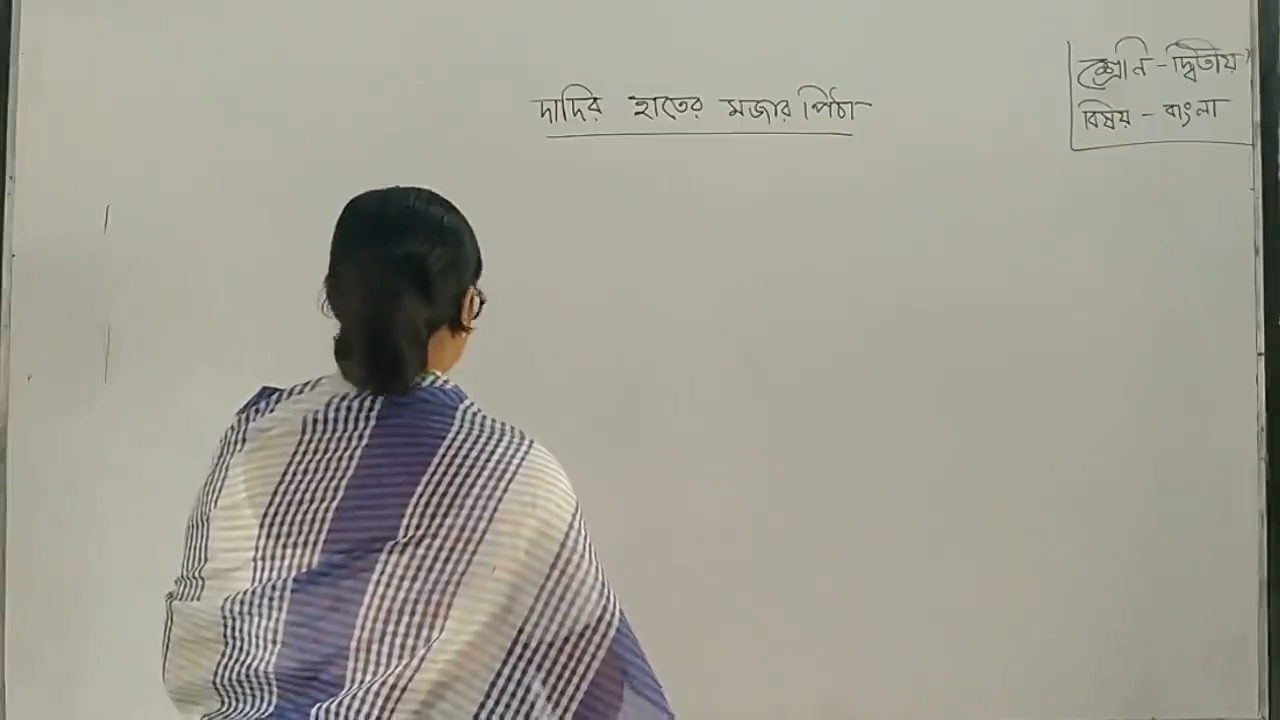 দাদির হাতের মজার পিঠা
শ্রেনি - দ্বিতীয়
বিষয় - বাংলা